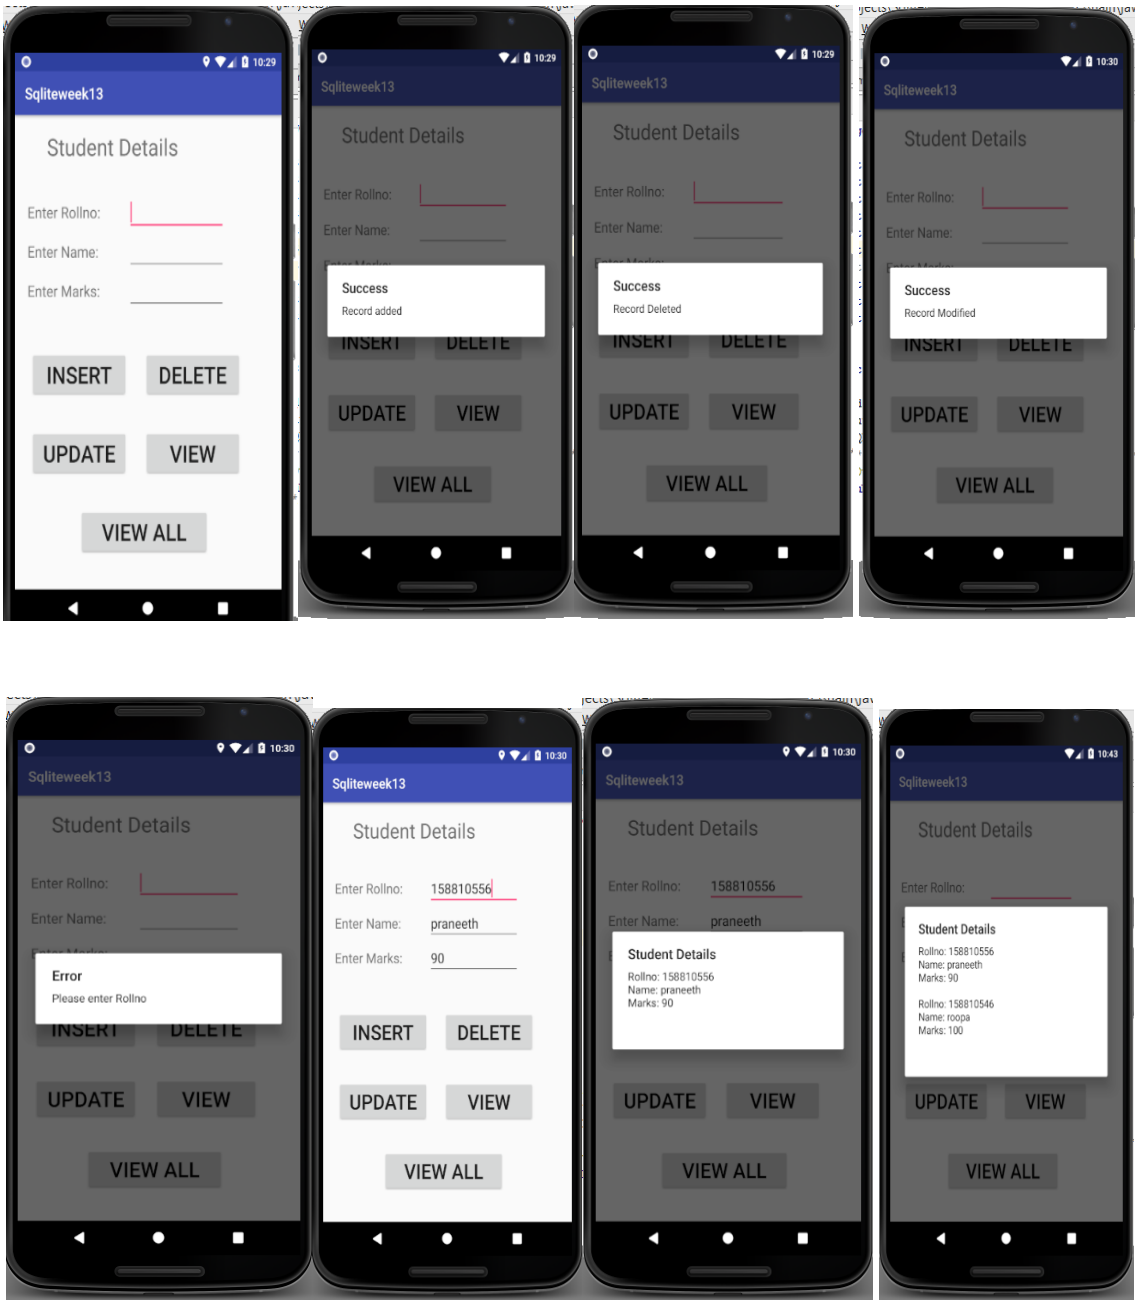 10:29
Sqliteweek13
Student Details
Enter Rollno:
Enter Name:
Enter Marks:
INSERT DELETE
UPDATE VIEW
VIEW ALL
10:29
Sqliteweek13
Student Details
Enter Rollno:
Enter Name:
Enter Marks:
Success
Record added
INSERT DELETE
UPDATE VIEW
VIEW ALL
10:29
Sqliteweek13
Student Details
Enter Rollno:
Enter Name:
Success
Record Deleted
INSERT DELETE
UPDATE VIEW
VIEW ALL
10:30
Sqliteweek13
Student Details
Enter Rollno:
Enter Name:
Success
Record Modified
INSERT DELETE
UPDATE VIEW
VIEW ALL
10:30
Sqliteweek13
Student Details
Enter Rollno:
Enter Name:
Enter Marks:
Error
Please enter Rollno
INSERT DELETE
UPDATE VIEW
VIEW ALL
10:30
Sqliteweek13
Student Details
Enter Rollno: 158810556
Enter Name: praneeth
Enter Marks: 90
INSERT DELETE
UPDATE VIEW
VIEW ALL
10:30
Sqliteweek13
Student Details
Enter Rollno: 158810556
Enter Name: praneeth
Student Details
Rollno: 158810556
Name: praneeth
Marks: 90
UPDATE VIEW
VIEW ALL
10:43
Sqliteweek13
Student Details
Enter Rollno:
Student Details
Rollno: 158810556
Name: praneeth
Marks: 90
Rollno: 158810546
Name: roopa
Marks: 100
UPDATE VIEW
VIEW ALL